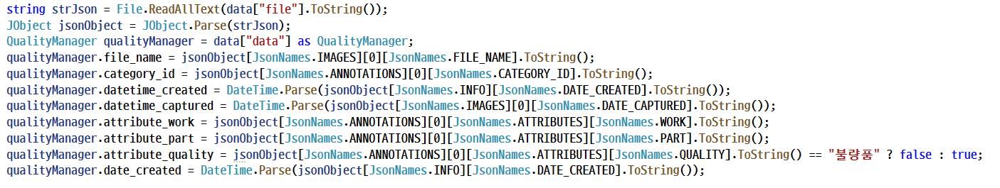 string strJson = File.ReadAllText(data["file"].ToString());
JObject jsonObject = JObject.Parse(strJson);
QualityManager qualityManager = data["data"] as QualityManager;
qualityManager.file_name = jsonObject[JsonNames.IMAGES][0][JsonNames.FILE_NAME].ToString();
qualityManager.category_id = jsonObject[JsonNames.ANNOTATIONS][0][JsonNames.CATEGORY_ID].ToString();
qualityManager.datetime_created = DateTime.Parse(jsonObject[JsonNames.INFO][JsonNames.DATE_CREATED].ToString());
qualityManager.datetime_captured = DateTime.Parse(jsonObject[JsonNames.IMAGES][0][JsonNames.DATE_CAPTURED].ToString());
qualityManager.attribute_work = jsonObject[JsonNames.ANNOTATIONS][0][JsonNames.ATTRIBUTES][JsonNames.WORK].ToString();
qualityManager.attribute_part = jsonObject[JsonNames.ANNOTATIONS][0][JsonNames.ATTRIBUTES][JsonNames.PART].ToString();
qualityManager.attribute_quality = jsonObject[JsonNames.ANNOTATIONS][0][JsonNames.ATTRIBUTES][JsonNames.QUALITY].ToString() == "불량품" ? false : true;
qualityManager.date_created = DateTime.Parse(jsonObject[JsonNames.INFO][JsonNames.DATE_CREATED].ToString());